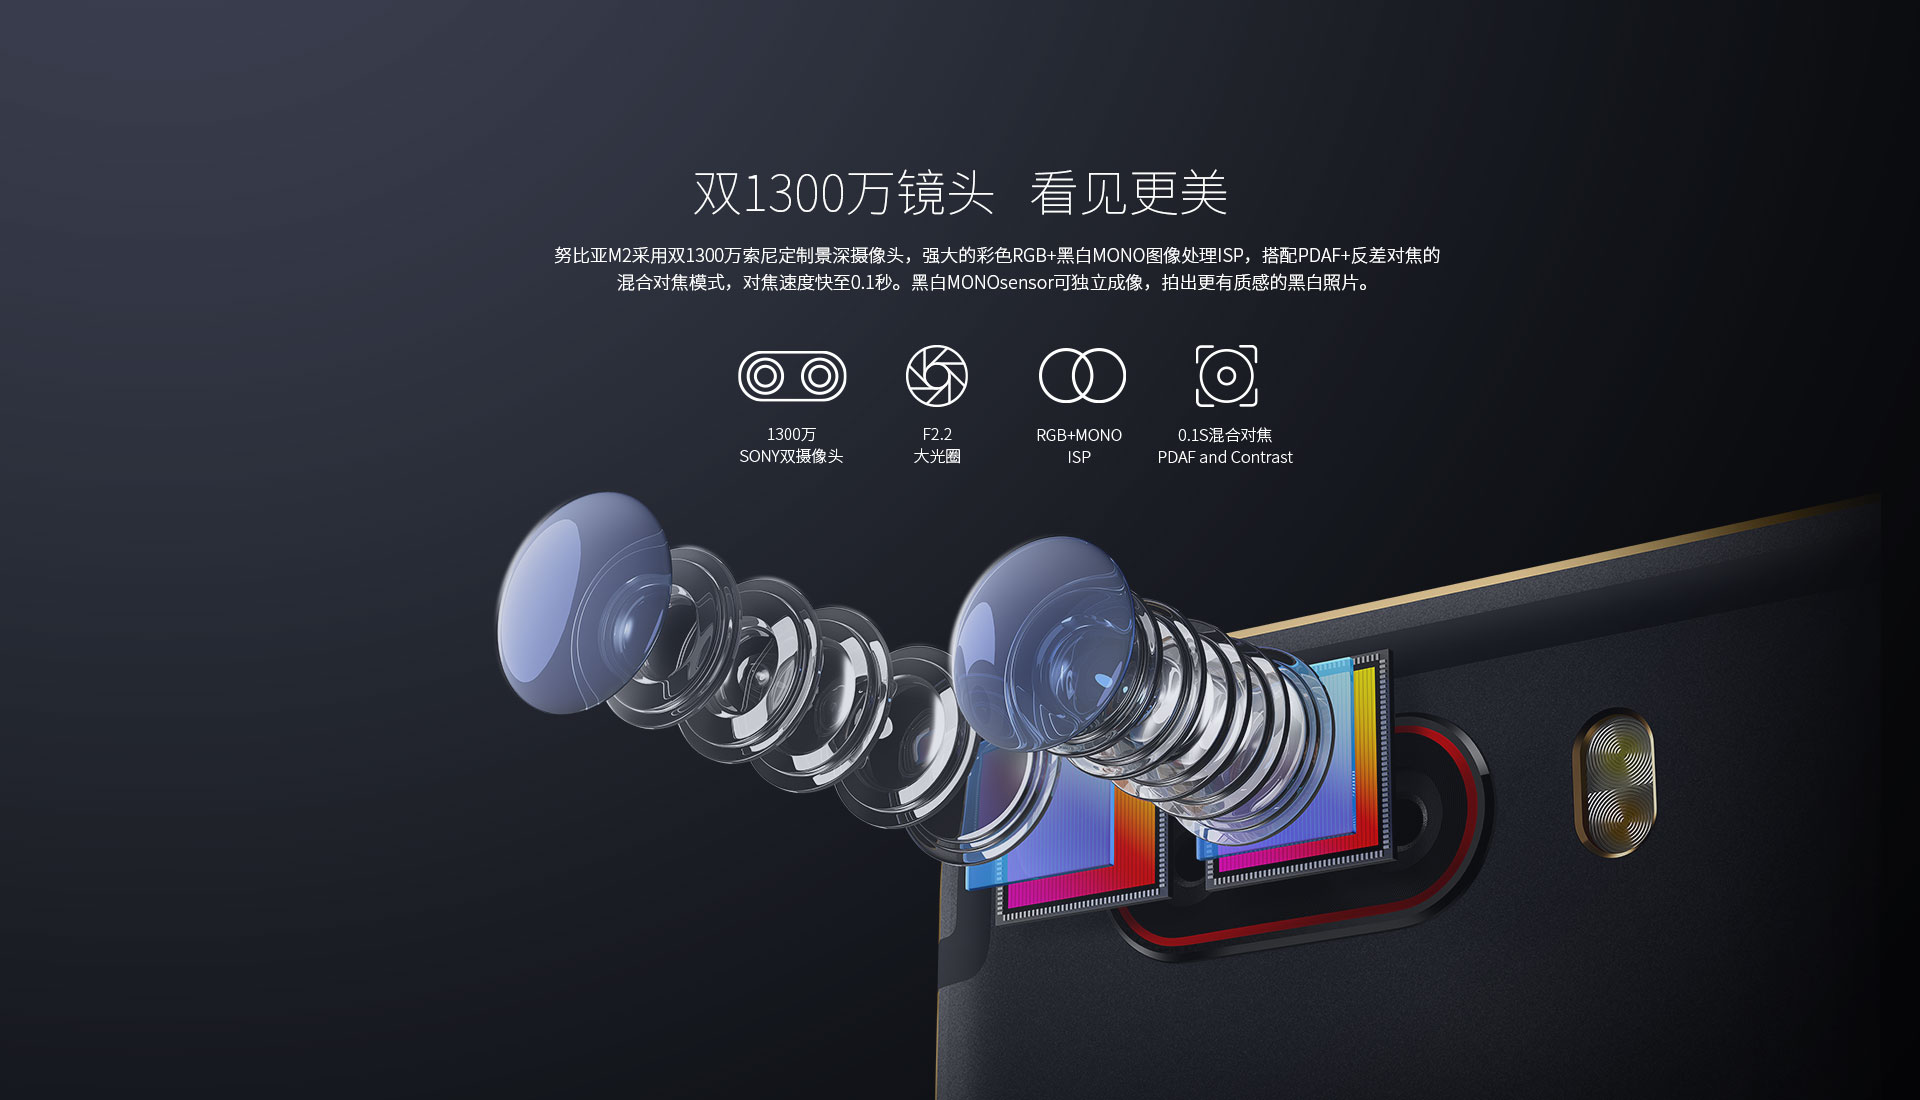 双1300万镜头 看见更美
努比亚M2采用双1300万索尼定制景深摄像头，强大的彩色RGB+黑白MONO图像处理ISP，搭配PDAF+反差对焦的
混合对焦模式，对焦速度快至0.1秒。黑白MONOsensor可独立成像，拍出更有质感的黑白照片。
1300万
SONY双摄像头
F2.2
大光圈
RGB+MONO
ISP
0.1S混合对焦
PDAF and Contrast